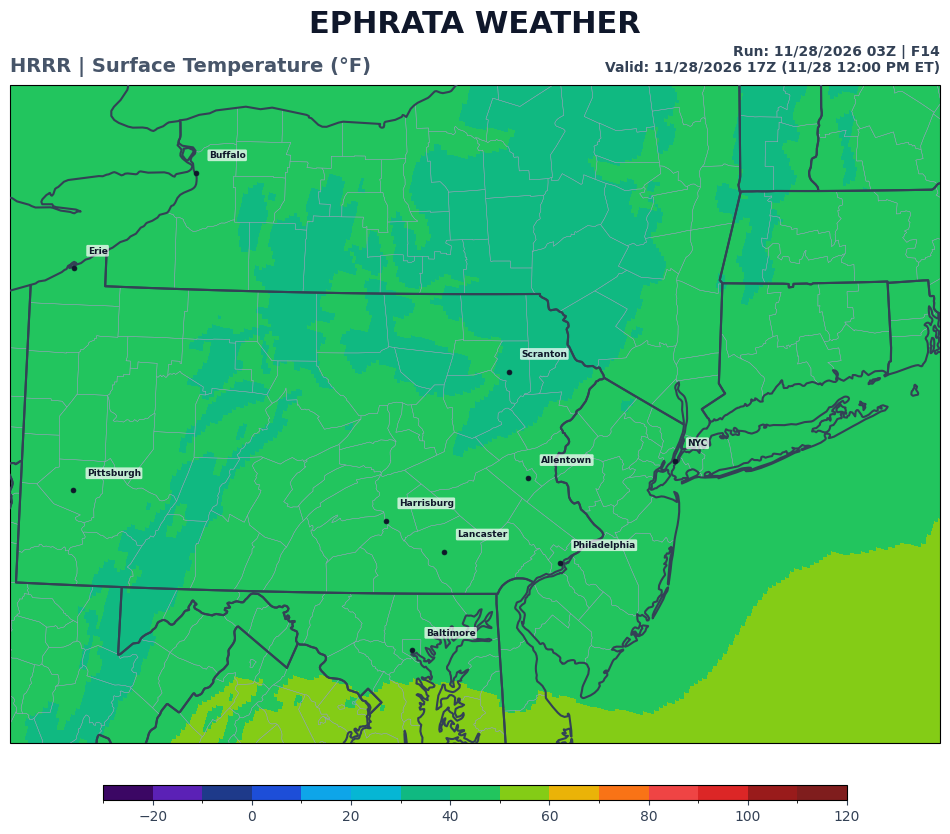 EPHRATA WEATHER
HRRR | Surface Temperature (°F)
Run: 11/28/2026 03Z | F14
Valid: 11/28/2026 17Z (11/28 12:00 PM ET)
Buffalo
Erie
Scranton
NYC
Allentown
Pittsburgh
Harrisburg
Lancaster
Philadelphia
Baltimore
−20 0 20 40 60 80 100 120